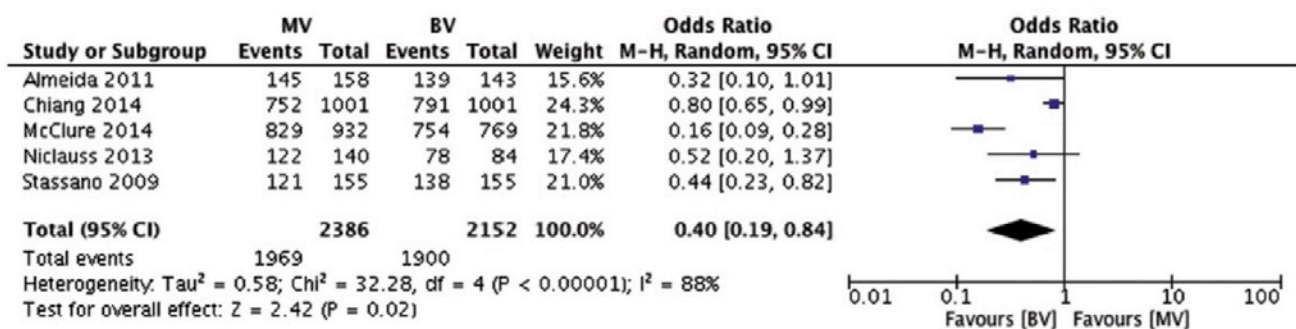 MV BV Odds Ratio Odds Ratio
Study or Subgroup Events Total Events Total Weight M-H, Random, 95% CI M-H, Random, 95% CI
Almeida 2011 145 158 139 143 15.6% 0.32 [0.10, 1.01]
Chiang 2014 752 1001 791 1001 24.3% 0.80 [0.65, 0.99]
McClure 2014 829 932 754 769 21.8% 0.16 [0.09, 0.28]
Niclauss 2013 122 140 78 84 17.4% 0.52 [0.20, 1.37]
Stassano 2009 121 155 138 155 21.0% 0.44 [0.23, 0.82]
Total (95% CI) 2386 2152 100.0% 0.40 [0.19, 0.84]
Total events 1969 1900
Heterogeneity: Tau² = 0.58; Chi² = 32.28, df = 4 (P < 0.00001); I² = 88%
Test for overall effect: Z = 2.42 (P = 0.02)
0.01 0.1 1 10 100
Favours [BV] Favours [MV]